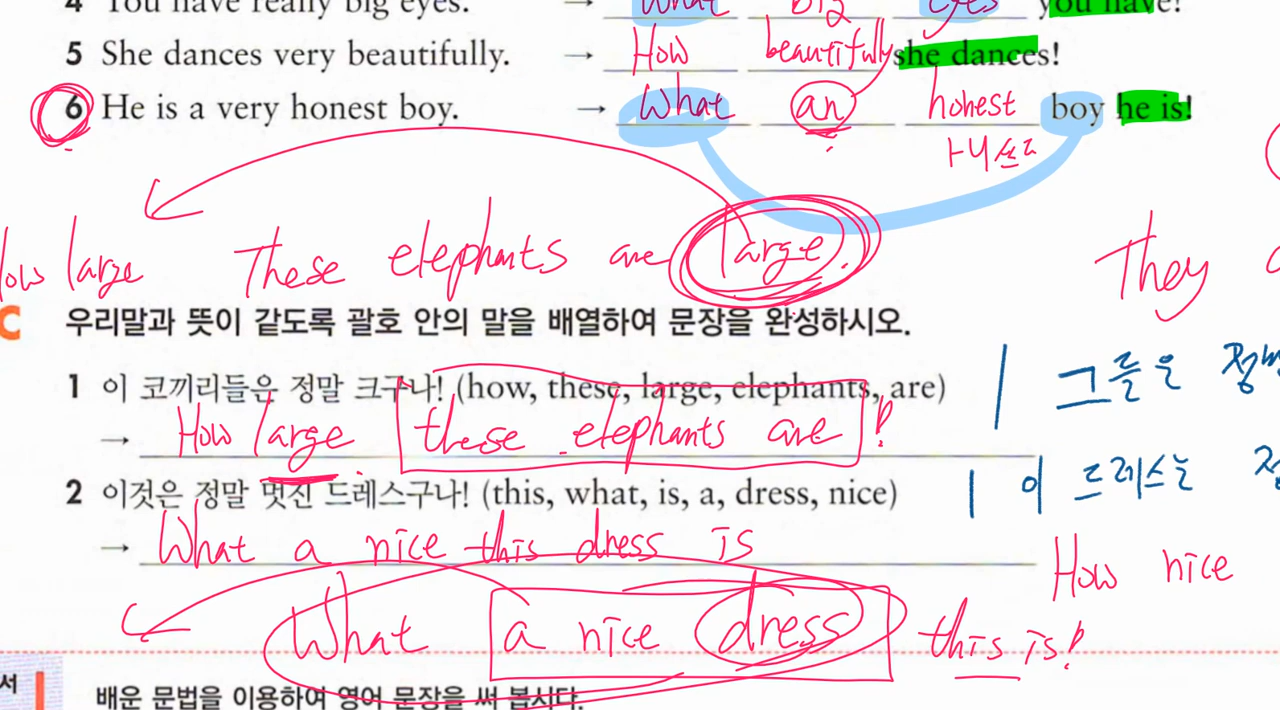 4 You have really big eyes. → What big eyes you have!
5 She dances very beautifully. → How beautifully she dances!
6 He is a very honest boy. → What an honest boy he is!
How large These elephants are large. They
C 우리말과 뜻이 같도록 괄호 안의 말을 배열하여 문장을 완성하시오.
1 이 코끼리들은 정말 크구나! (how, these, large, elephants, are)
그들은
→ How large these elephants are!
2 이것은 정말 멋진 드레스구나! (this, what, is, a, dress, nice)
이 드레스는
→ What a nice this dress is
How nice
What a nice dress this is!
서
배운 문법을 이용하여 영어 문장을 써 봅시다.